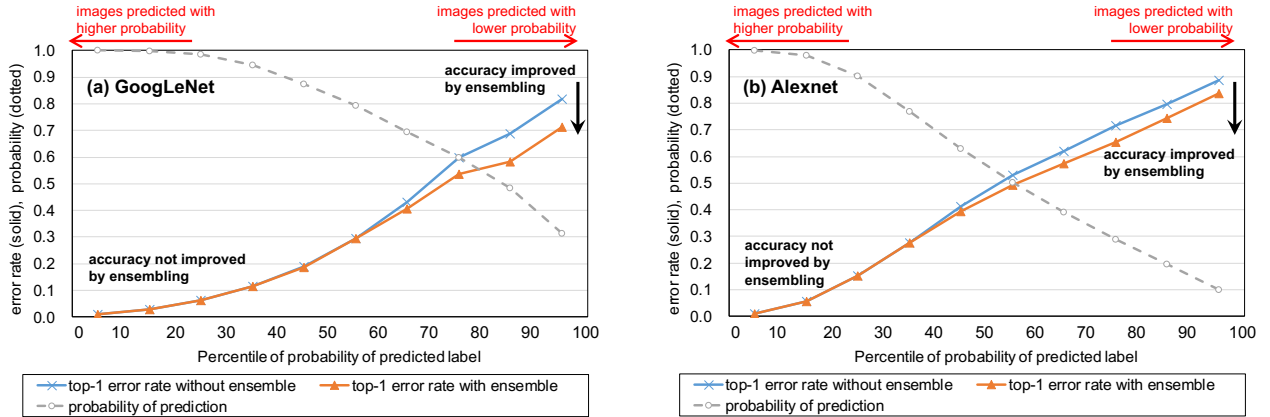 images predicted with
higher probability
images predicted with
lower probability
error rate (solid), probability (dotted)
1.0
0.9
0.8
0.7
0.6
0.5
0.4
0.3
0.2
0.1
0.0
(a) GoogLeNet
accuracy improved
by ensembling
accuracy not improved
by ensembling
0 10 20 30 40 50 60 70 80 90 100
Percentile of probability of predicted label
top-1 error rate without ensemble
top-1 error rate with ensemble
probability of prediction
images predicted with
higher probability
images predicted with
lower probability
error rate (solid), probability (dotted)
1.0
0.9
0.8
0.7
0.6
0.5
0.4
0.3
0.2
0.1
0.0
(b) Alexnet
accuracy improved by
ensembling
accuracy not
improved by
ensembling
0 10 20 30 40 50 60 70 80 90 100
Percentile of probability of predicted label
top-1 error rate without ensemble
top-1 error rate with ensemble
probability of prediction